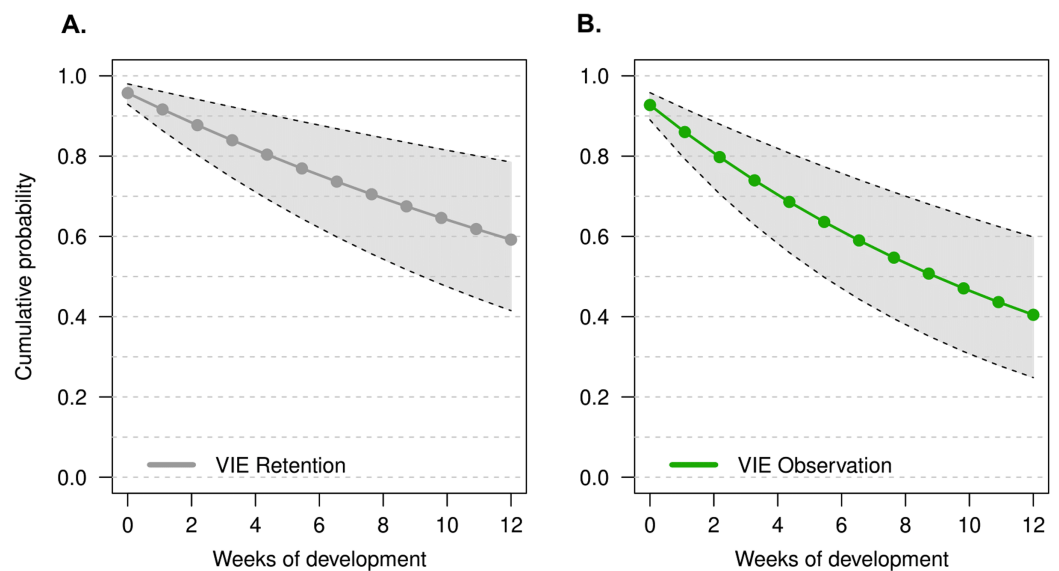 A.
B.
Cumulative probability
1.0
0.8
0.6
0.4
0.2
0.0
VIE Retention
0 2 4 6 8 10 12
Weeks of development
1.0
0.8
0.6
0.4
0.2
0.0
VIE Observation
0 2 4 6 8 10 12
Weeks of development